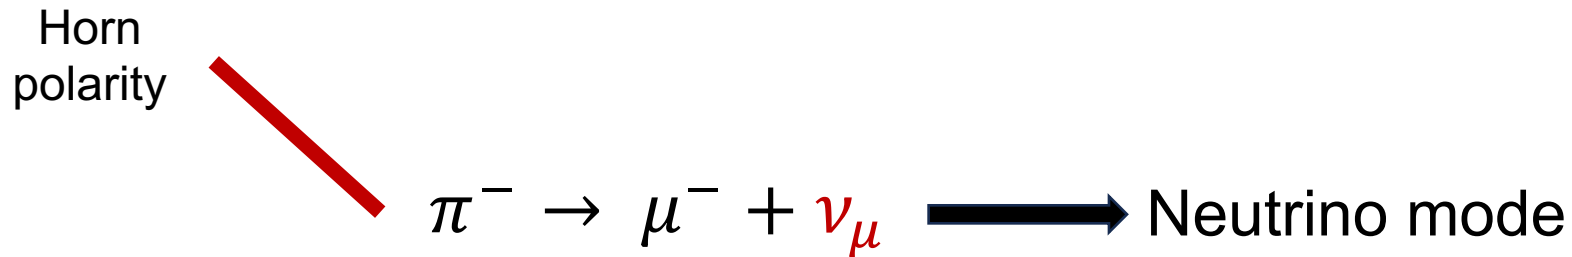 Horn
polarity
π⁻ → μ⁻ + ν_μ
Neutrino mode